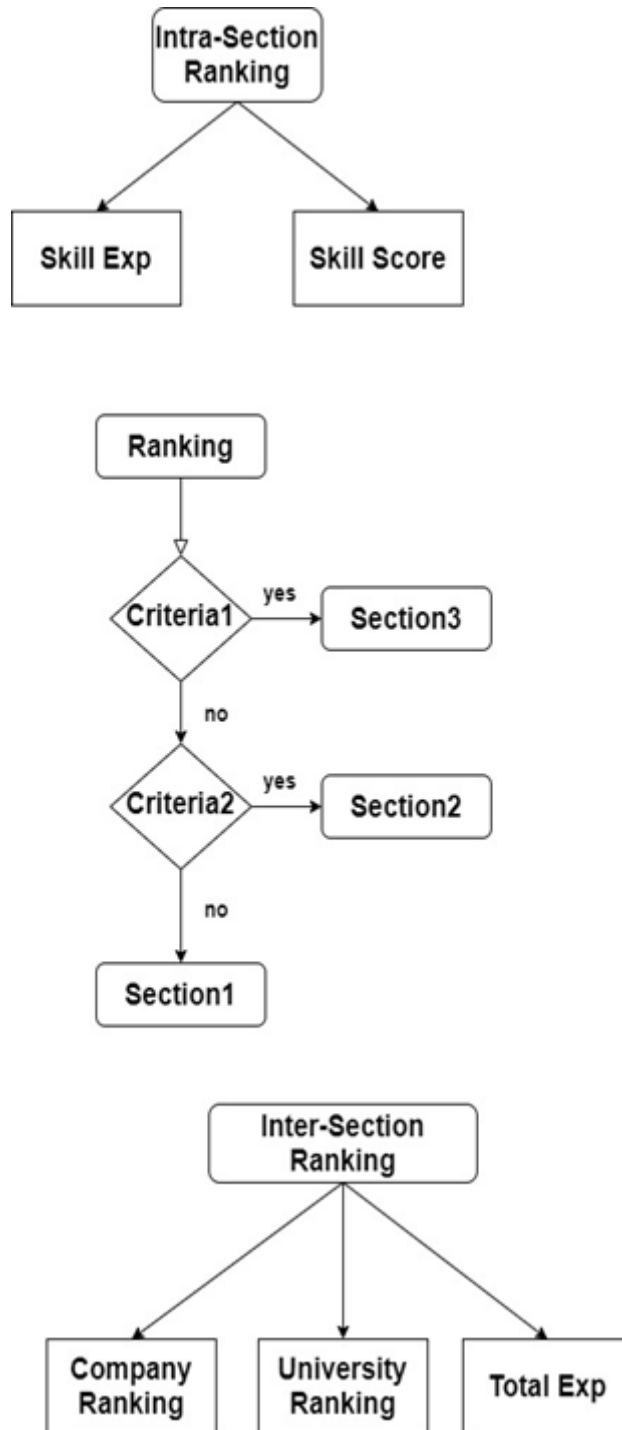 Intra-Section
Ranking
Skill Exp
Skill Score
Ranking
Criteria1
yes
Section3
no
Criteria2
yes
Section2
no
Section1
Inter-Section
Ranking
Company
Ranking
University
Ranking
Total Exp